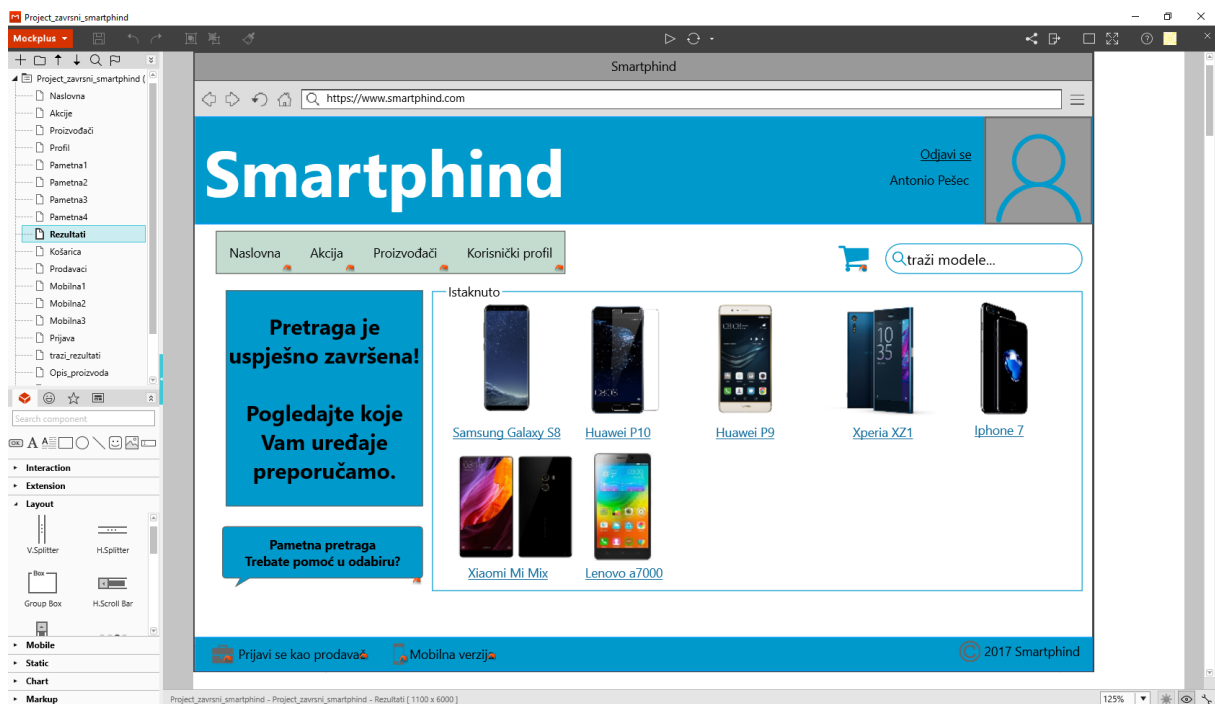 Project_zavrsni_smartphind
Mockplus
Project_zavrsni_smartphind (
Naslovna
Akcije
Proizvođači
Profil
Pametna1
Pametna2
Pametna3
Pametna4
Rezultati
Košarica
Prodavaci
Mobilna1
Mobilna2
Mobilna3
Prijava
trazi_rezultati
Opis_proizvoda
Search component
Interaction
Extension
Layout
V.Splitter H.Splitter
Box
Group Box H.Scroll Bar
Mobile
Static
Chart
Markup
Smartphind
https://www.smartphind.com
Smartphind
Odjavi se
Antonio Pešec
Naslovna Akcija Proizvođači Korisnički profil
traži modele...
Pretraga je
uspješno završena!
Pogledajte koje
Vam uređaje
preporučamo.
Pametna pretraga
Trebate pomoć u odabiru?
Istaknuto
Samsung Galaxy S8 Huawei P10 Huawei P9 Xperia XZ1 Iphone 7
Xiaomi Mi Mix Lenovo a7000
Prijavi se kao prodavač Mobilna verzija
© 2017 Smartphind
Project_zavrsni_smartphind - Project_zavrsni_smartphind - Rezultati [ 1100 x 6000 ]
125%